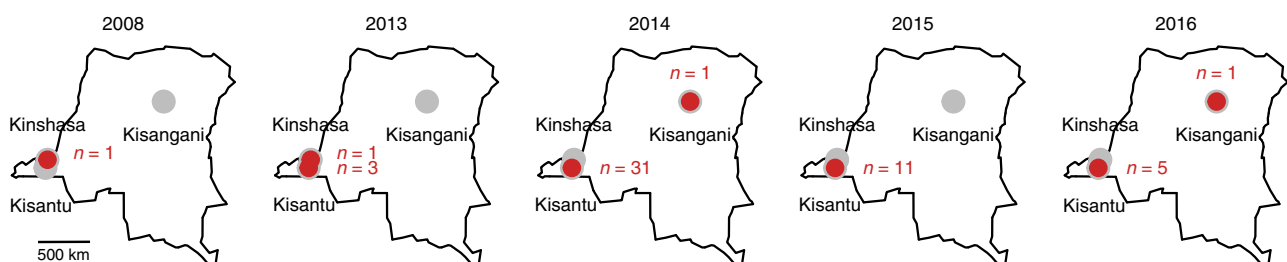 2008
Kinshasa
Kisangani
n = 1
Kisantu
500 km
2013
Kinshasa
Kisangani
n = 1
n = 3
Kisantu
2014
n = 1
Kinshasa
Kisangani
n = 31
Kisantu
2015
Kinshasa
Kisangani
n = 11
Kisantu
2016
n = 1
Kinshasa
Kisangani
n = 5
Kisantu